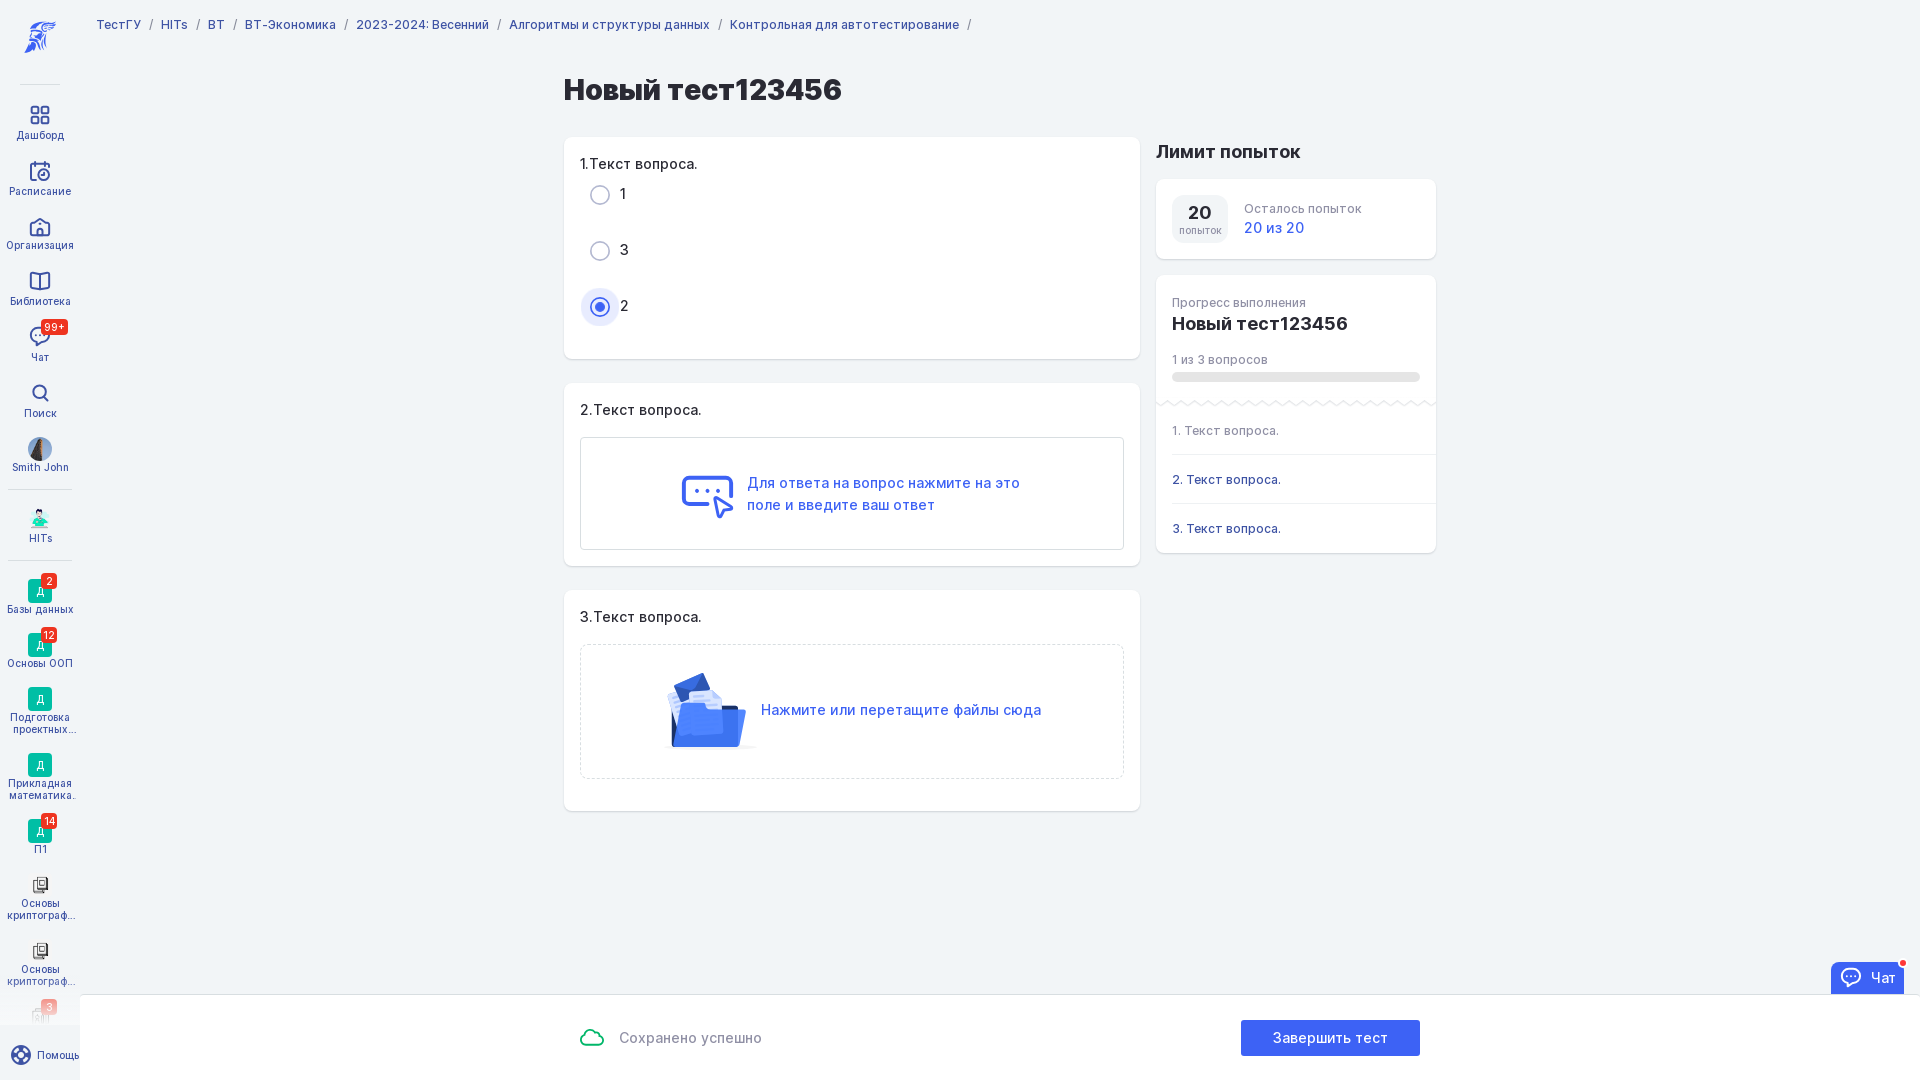 ТестГУ / HITs / ВТ / ВТ-Экономика / 2023-2024: Весенний / Алгоритмы и структуры данных / Контрольная для автотестирование /
Дашборд
Расписание
Организация
Библиотека
99+
Чат
Поиск
Smith John
HITs
Д
2
Базы данных
Д
12
Основы ООП
Д
Подготовка
проектных...
Д
Прикладная
математика.
Д
14
П1
Основы
криптограф...
Основы
криптограф...
3
Помощь
Новый тест123456
1.Текст вопроса.
1
3
2
2.Текст вопроса.
Для ответа на вопрос нажмите на это
поле и введите ваш ответ
3.Текст вопроса.
Нажмите или перетащите файлы сюда
Лимит попыток
20
попыток
Осталось попыток
20 из 20
Прогресс выполнения
Новый тест123456
1 из 3 вопросов
1. Текст вопроса.
2. Текст вопроса.
3. Текст вопроса.
Чат
Сохранено успешно
Завершить тест